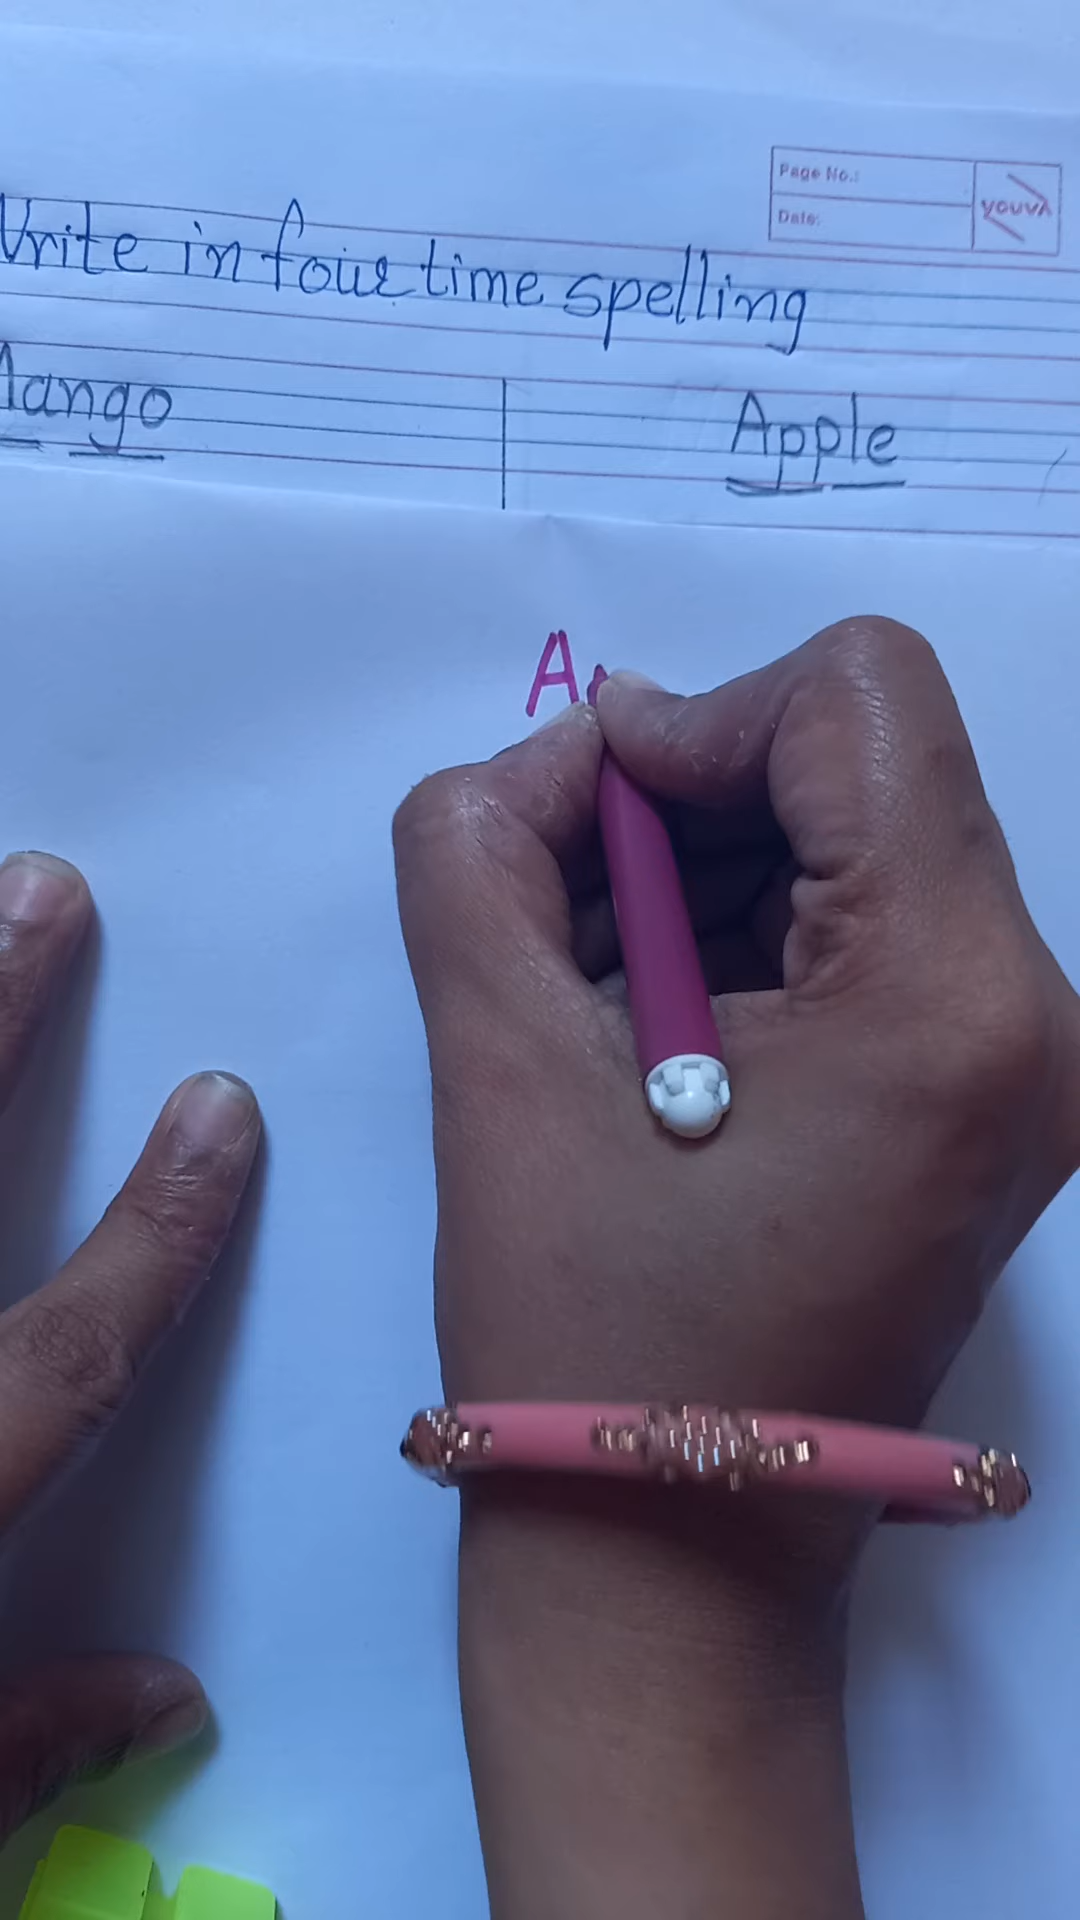 Page No.:
Date:
YOUVA
Write in four time spelling
Mango Apple
A